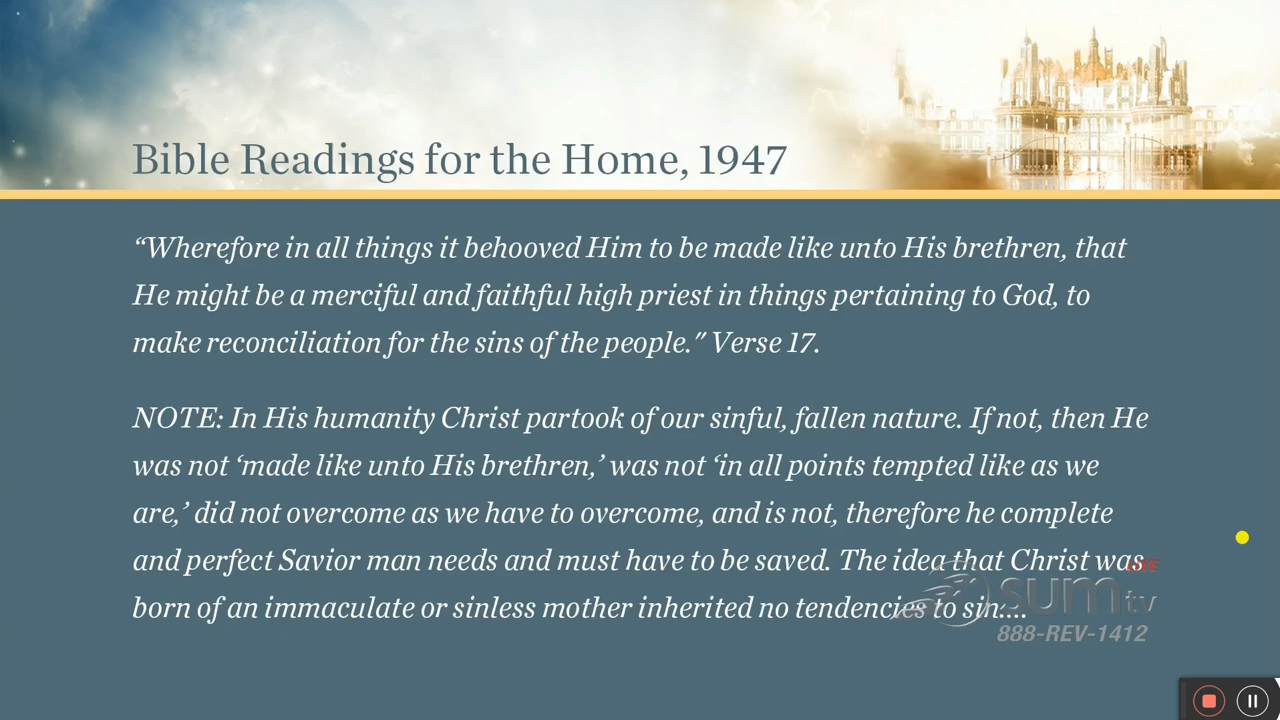 Bible Readings for the Home, 1947
“Wherefore in all things it behooved Him to be made like unto His brethren, that
He might be a merciful and faithful high priest in things pertaining to God, to
make reconciliation for the sins of the people." Verse 17.
NOTE: In His humanity Christ partook of our sinful, fallen nature. If not, then He
was not ‘made like unto His brethren,’ was not ‘in all points tempted like as we
are,’ did not overcome as we have to overcome, and is not, therefore he complete
and perfect Savior man needs and must have to be saved. The idea that Christ was
born of an immaculate or sinless mother inherited no tendencies to sin....
LIVE
sumtv
888-REV-1412